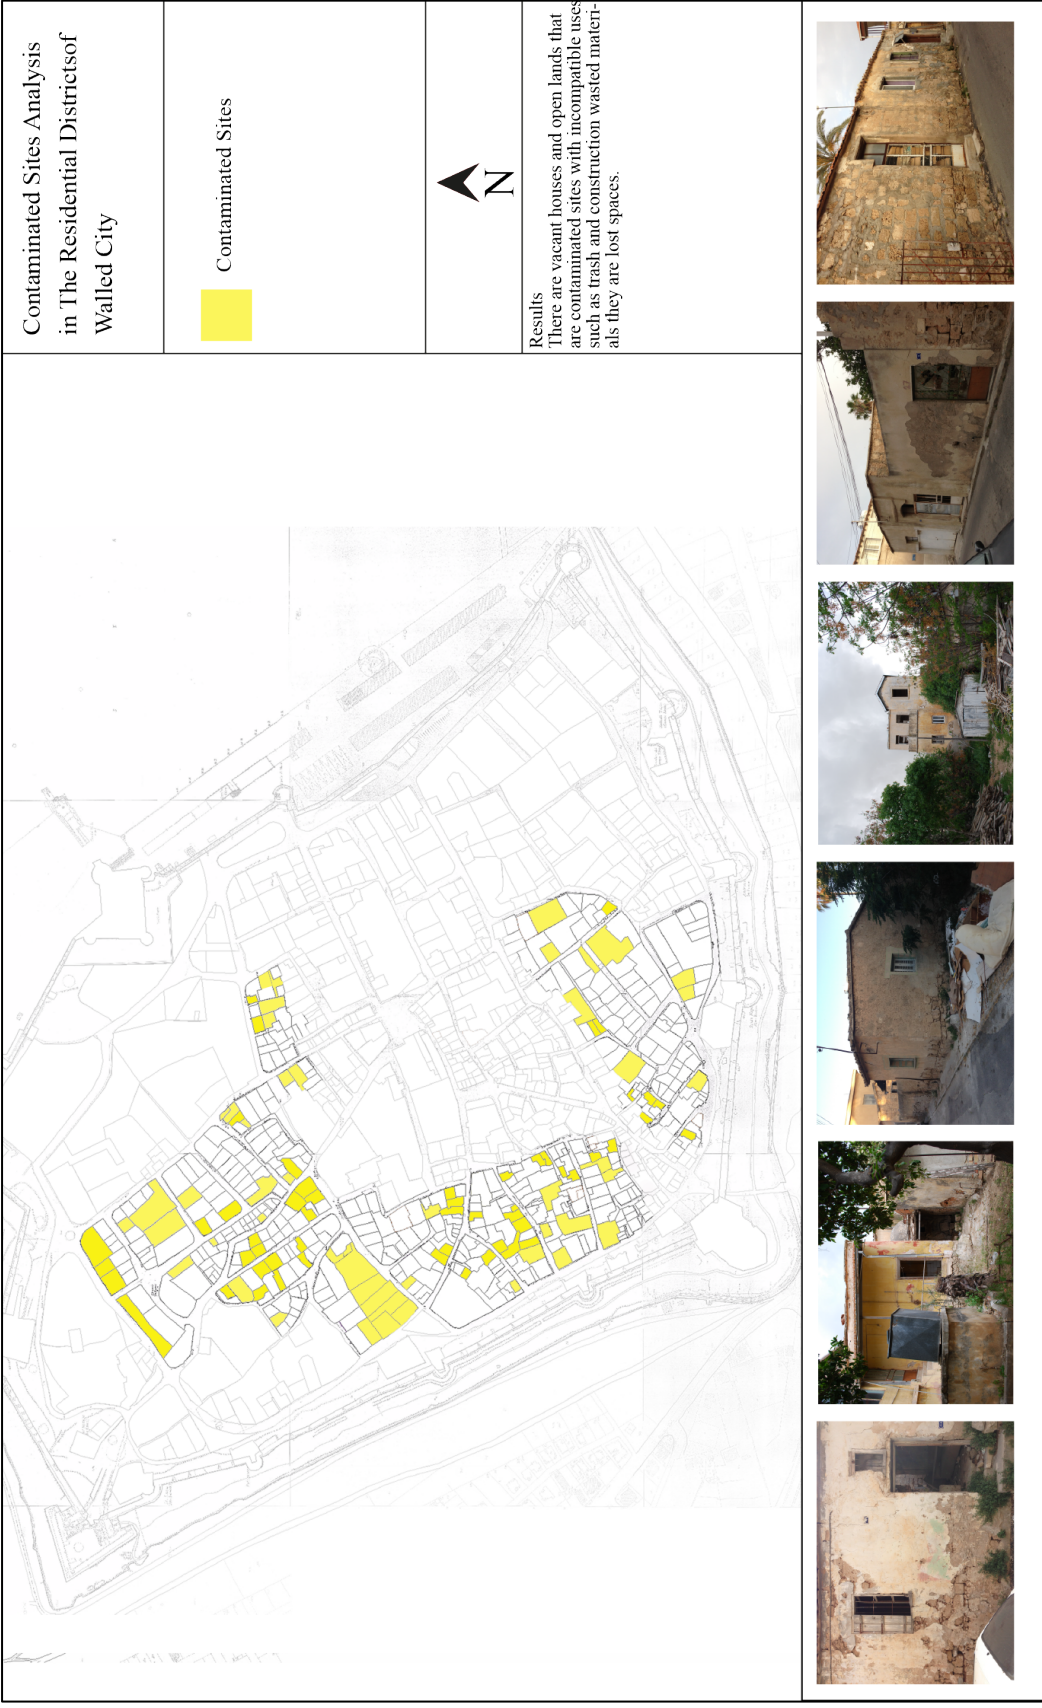 Contaminated Sites Analysis
in The Residential Districtsof
Walled City
Contaminated Sites
N
Results
There are vacant houses and open lands that
are contaminated sites with incompatible uses
such as trash and construction wasted materi-
als they are lost spaces.